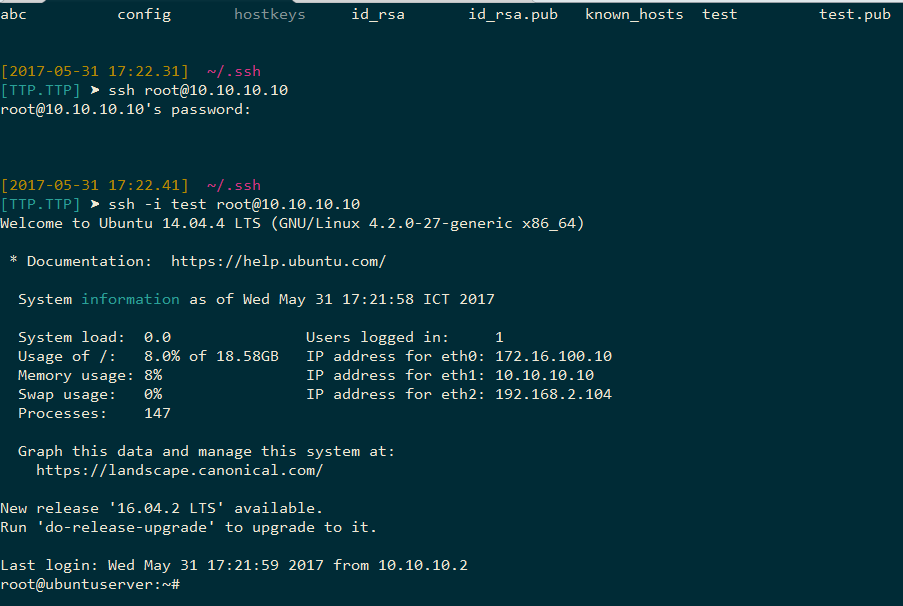 abc config hostkeys id_rsa id_rsa.pub known_hosts test test.pub
[2017-05-31 17:22.31] ~/.ssh
[TTP.TTP] ➤ ssh root@10.10.10.10
root@10.10.10.10's password:
[2017-05-31 17:22.41] ~/.ssh
[TTP.TTP] ➤ ssh -i test root@10.10.10.10
Welcome to Ubuntu 14.04.4 LTS (GNU/Linux 4.2.0-27-generic x86_64)
* Documentation: https://help.ubuntu.com/
System information as of Wed May 31 17:21:58 ICT 2017
System load: 0.0 Users logged in: 1
Usage of /: 8.0% of 18.58GB IP address for eth0: 172.16.100.10
Memory usage: 8% IP address for eth1: 10.10.10.10
Swap usage: 0% IP address for eth2: 192.168.2.104
Processes: 147
Graph this data and manage this system at:
https://landscape.canonical.com/
New release '16.04.2 LTS' available.
Run 'do-release-upgrade' to upgrade to it.
Last login: Wed May 31 17:21:59 2017 from 10.10.10.2
root@ubuntuserver:~#